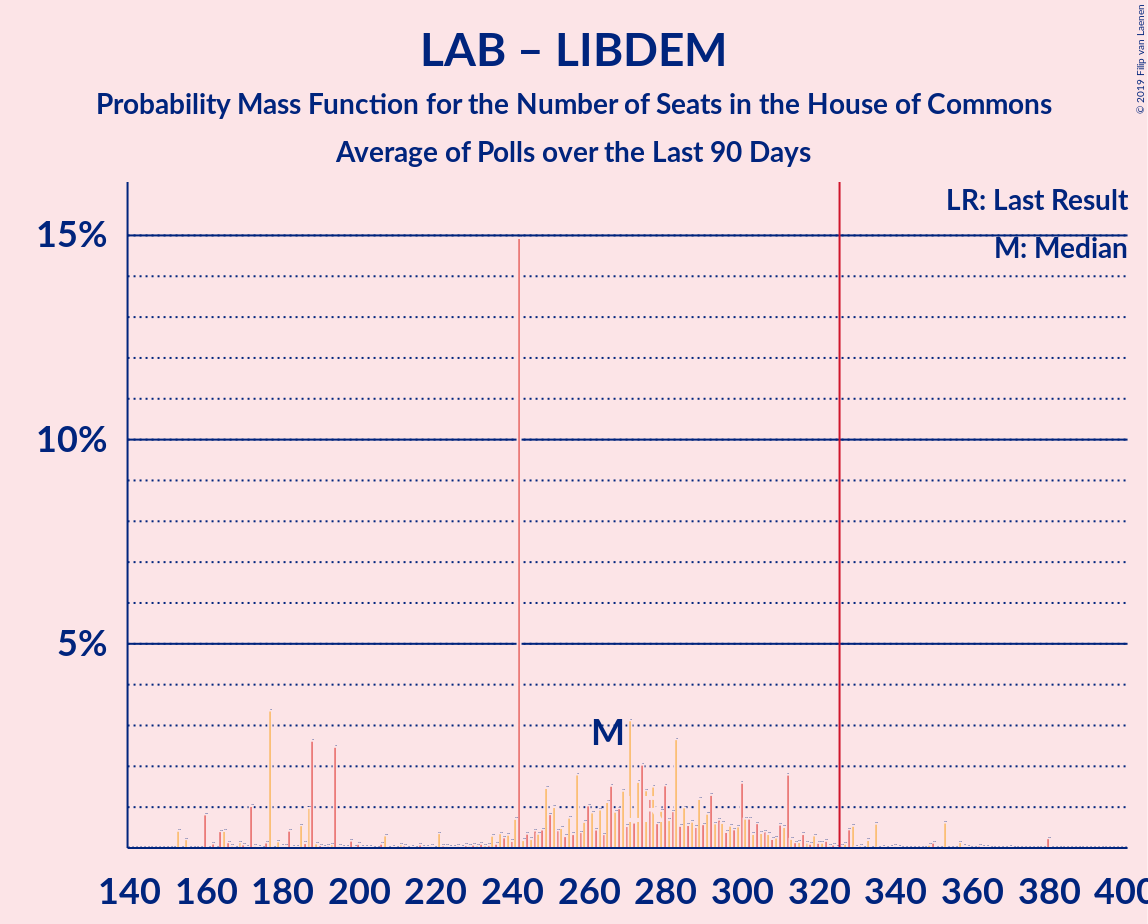 LAB – LIBDEM
Probability Mass Function for the Number of Seats in the House of Commons
Average of Polls over the Last 90 Days
© 2019 Filip van Laenen
LR: Last Result
M: Median
15%
10%
5%
M
140 160 180 200 220 240 260 280 300 320 340 360 380 400